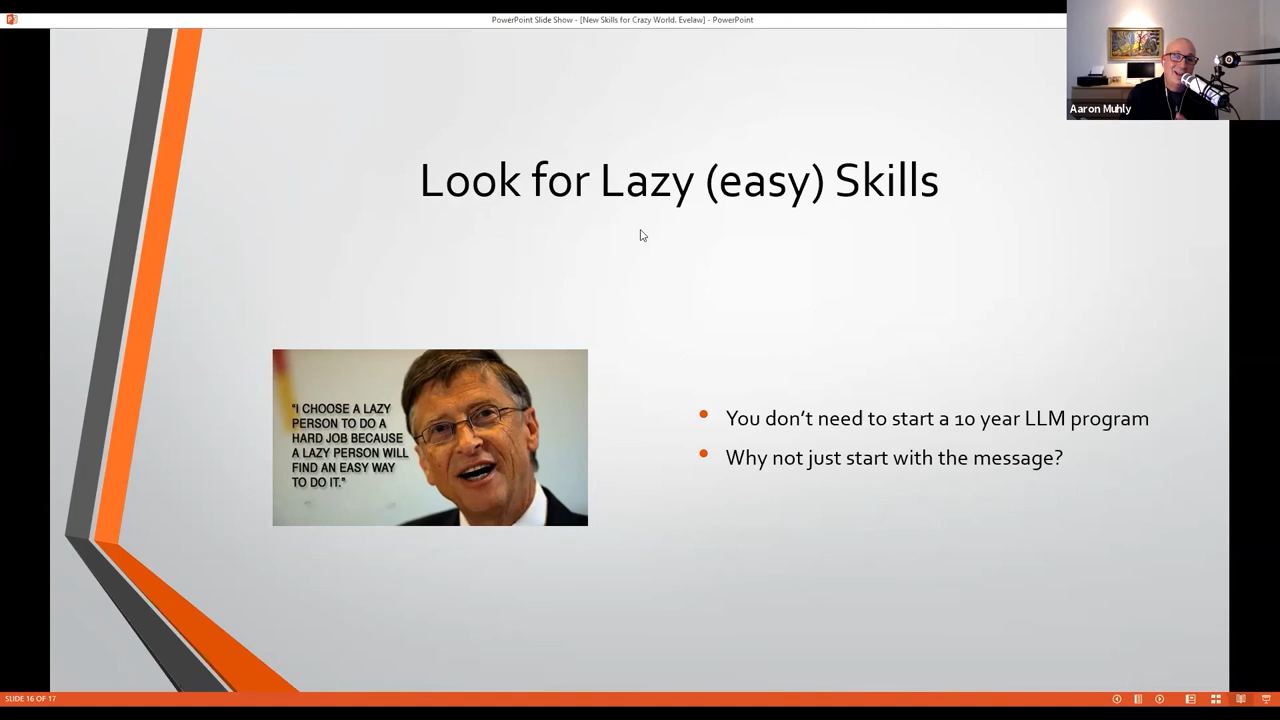 PowerPoint Slide Show - [New Skills for Crazy World. Evelaw] - PowerPoint
Aaron Muhly
Look for Lazy (easy) Skills
"I CHOOSE A LAZY
PERSON TO DO A
HARD JOB BECAUSE
A LAZY PERSON WILL
FIND AN EASY WAY
TO DO IT."
• You don't need to start a 10 year LLM program
• Why not just start with the message?
SLIDE 16 OF 17